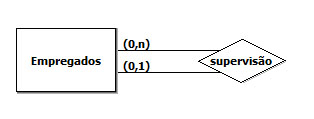 (0,n)
Empregados
supervisão
(0,1)